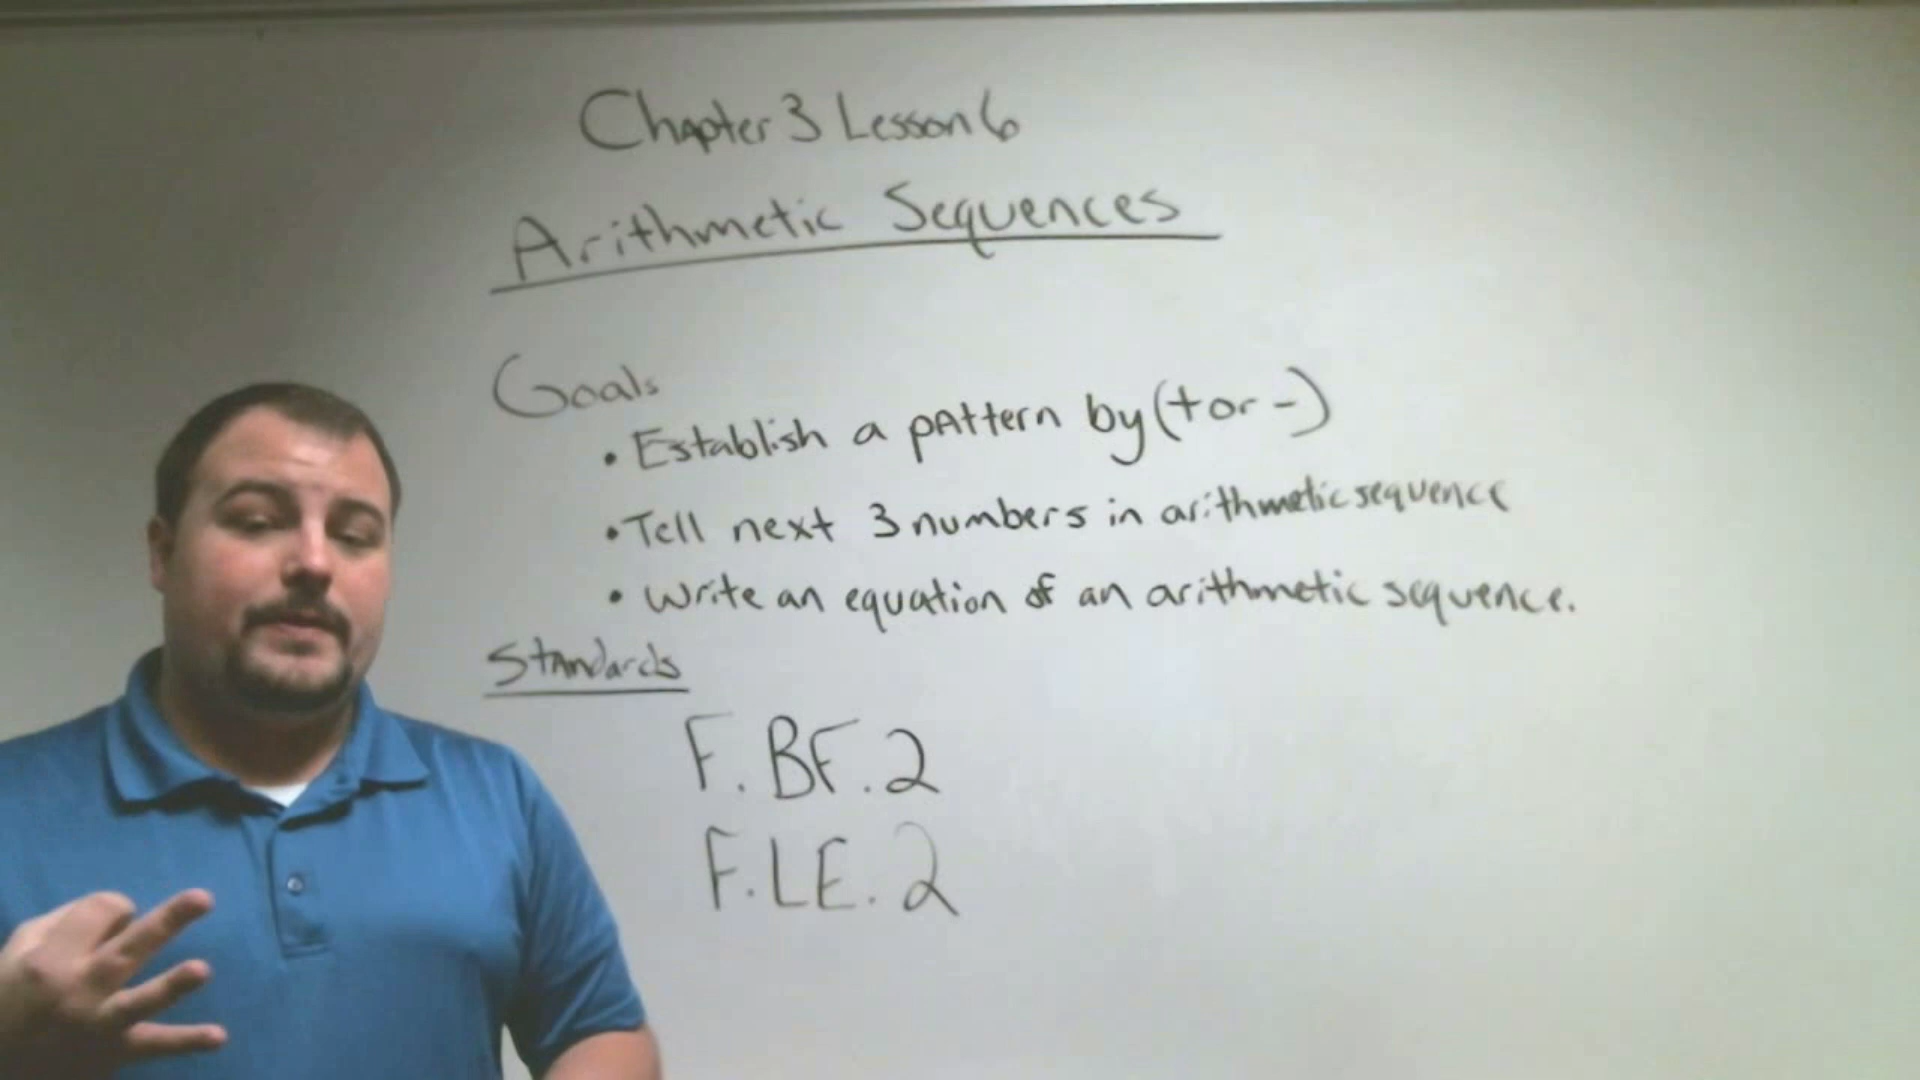 Chapter 3 Lesson 6
Arithmetic Sequences
Goals
• Establish a pattern by (+ or -)
• Tell next 3 numbers in arithmetic sequence
• Write an equation of an arithmetic sequence.
Standards
F.BF.2
F.LE.2